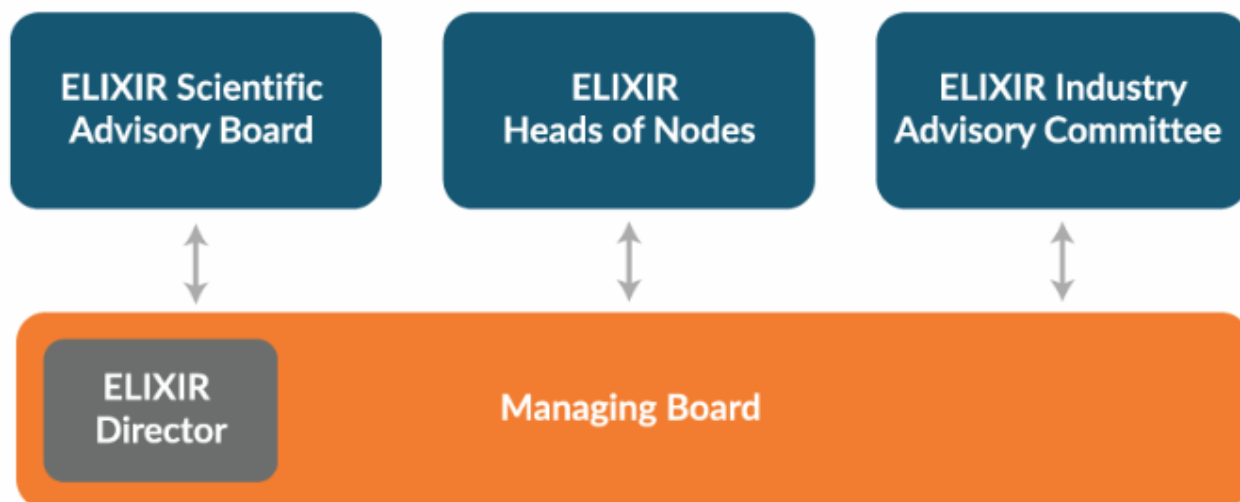 ELIXIR Scientific
Advisory Board
ELIXIR
Heads of Nodes
ELIXIR Industry
Advisory Committee
ELIXIR
Director
Managing Board